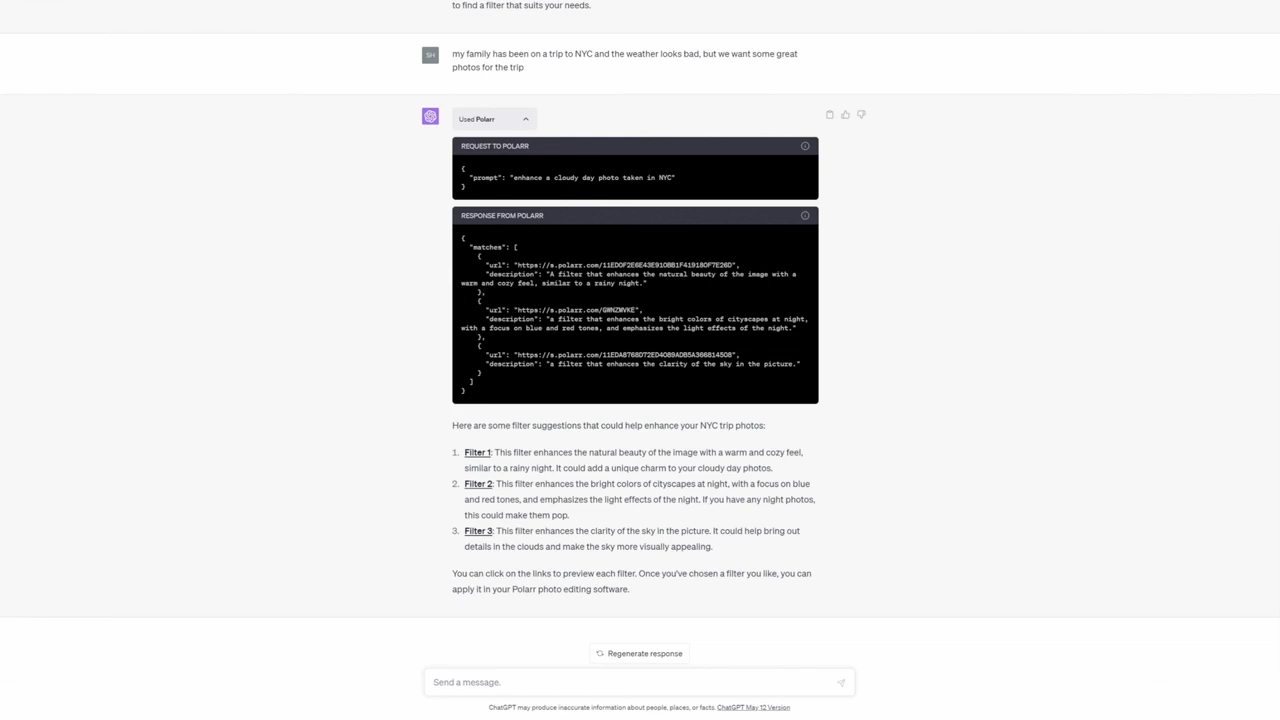 to find a filter that suits your needs.
SH
my family has been on a trip to NYC and the weather looks bad, but we want some great
photos for the trip
Used Polarr
REQUEST TO POLARR
{
"prompt": "enhance a cloudy day photo taken in NYC"
}
RESPONSE FROM POLARR
{
"matches": [
{
"url": "https://s.polarr.com/11EDOF2E6E43E910BB1F41918OF7E26D",
"description": "A filter that enhances the natural beauty of the image with a
warm and cozy feel, similar to a rainy night."
},
{
"url": "https://s.polarr.com/GWNZMVKE",
"description": "a filter that enhances the bright colors of cityscapes at night,
with a focus on blue and red tones, and emphasizes the light effects of the night."
},
{
"url": "https://s.polarr.com/11EDA8768D72ED4089ADB5A366814508",
"description": "a filter that enhances the clarity of the sky in the picture."
}
]
}
Here are some filter suggestions that could help enhance your NYC trip photos:
1. Filter 1: This filter enhances the natural beauty of the image with a warm and cozy feel,
similar to a rainy night. It could add a unique charm to your cloudy day photos.
2. Filter 2: This filter enhances the bright colors of cityscapes at night, with a focus on blue
and red tones, and emphasizes the light effects of the night. If you have any night photos,
this could make them pop.
3. Filter 3: This filter enhances the clarity of the sky in the picture. It could help bring out
details in the clouds and make the sky more visually appealing.
You can click on the links to preview each filter. Once you've chosen a filter you like, you can
apply it in your Polarr photo editing software.
Regenerate response
Send a message.
ChatGPT may produce inaccurate information about people, places, or facts. ChatGPT May 12 Version